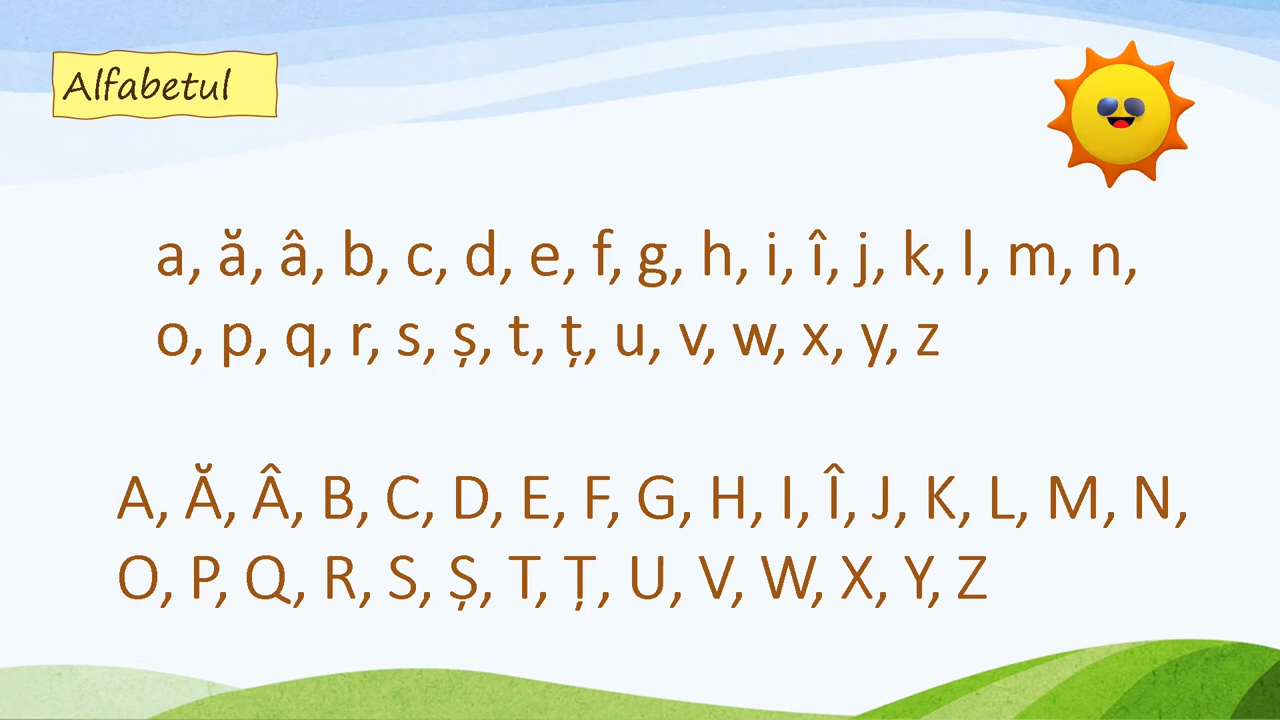 Alfabetul
a, ă, â, b, c, d, e, f, g, h, i, î, j, k, l, m, n,
o, p, q, r, s, ș, t, ț, u, v, w, x, y, z
A, Ă, Â, B, C, D, E, F, G, H, I, Î, J, K, L, M, N,
O, P, Q, R, S, Ș, T, Ț, U, V, W, X, Y, Z